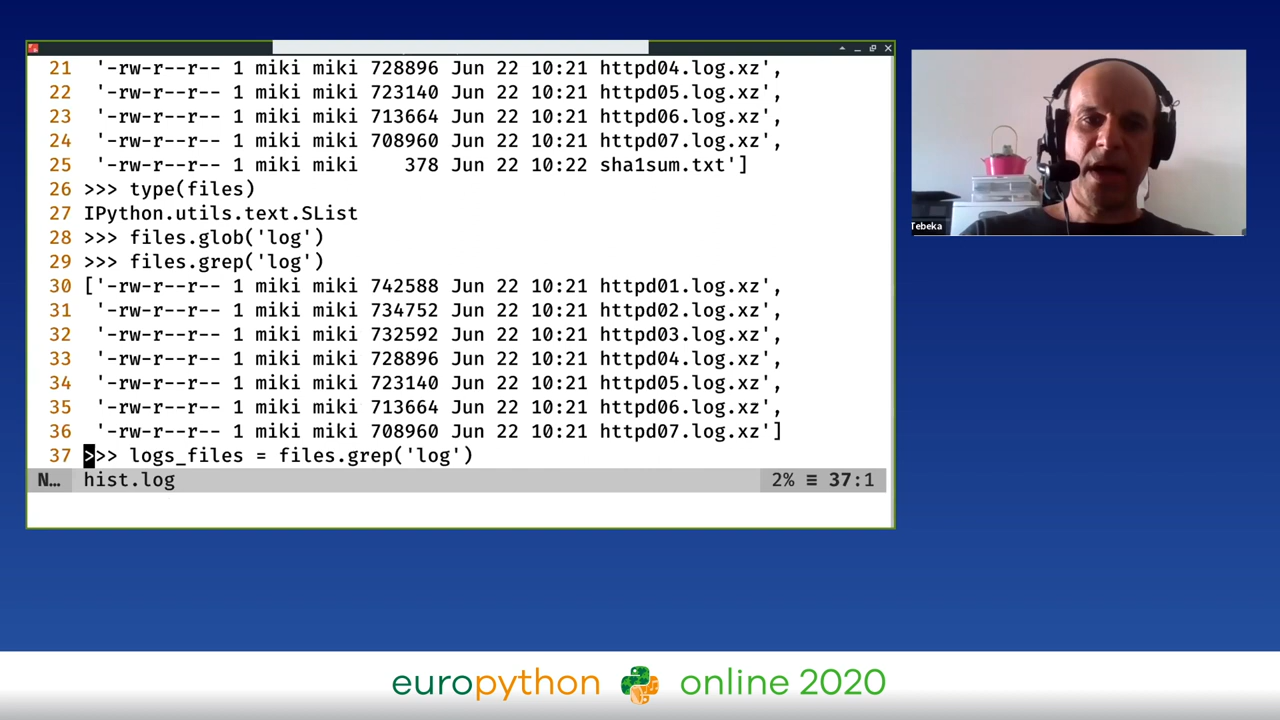 21 '-rw-r--r-- 1 miki miki 728896 Jun 22 10:21 httpd04.log.xz',
22 '-rw-r--r-- 1 miki miki 723140 Jun 22 10:21 httpd05.log.xz',
23 '-rw-r--r-- 1 miki miki 713664 Jun 22 10:21 httpd06.log.xz',
24 '-rw-r--r-- 1 miki miki 708960 Jun 22 10:21 httpd07.log.xz',
25 '-rw-r--r-- 1 miki miki    378 Jun 22 10:22 sha1sum.txt']
26 >>> type(files)
27 IPython.utils.text.SList
28 >>> files.glob('log')
29 >>> files.grep('log')
30 ['-rw-r--r-- 1 miki miki 742588 Jun 22 10:21 httpd01.log.xz',
31 '-rw-r--r-- 1 miki miki 734752 Jun 22 10:21 httpd02.log.xz',
32 '-rw-r--r-- 1 miki miki 732592 Jun 22 10:21 httpd03.log.xz',
33 '-rw-r--r-- 1 miki miki 728896 Jun 22 10:21 httpd04.log.xz',
34 '-rw-r--r-- 1 miki miki 723140 Jun 22 10:21 httpd05.log.xz',
35 '-rw-r--r-- 1 miki miki 713664 Jun 22 10:21 httpd06.log.xz',
36 '-rw-r--r-- 1 miki miki 708960 Jun 22 10:21 httpd07.log.xz']
37 >>> logs_files = files.grep('log')
N… hist.log 2% ≡ 37:1
Tebeka
europython online 2020